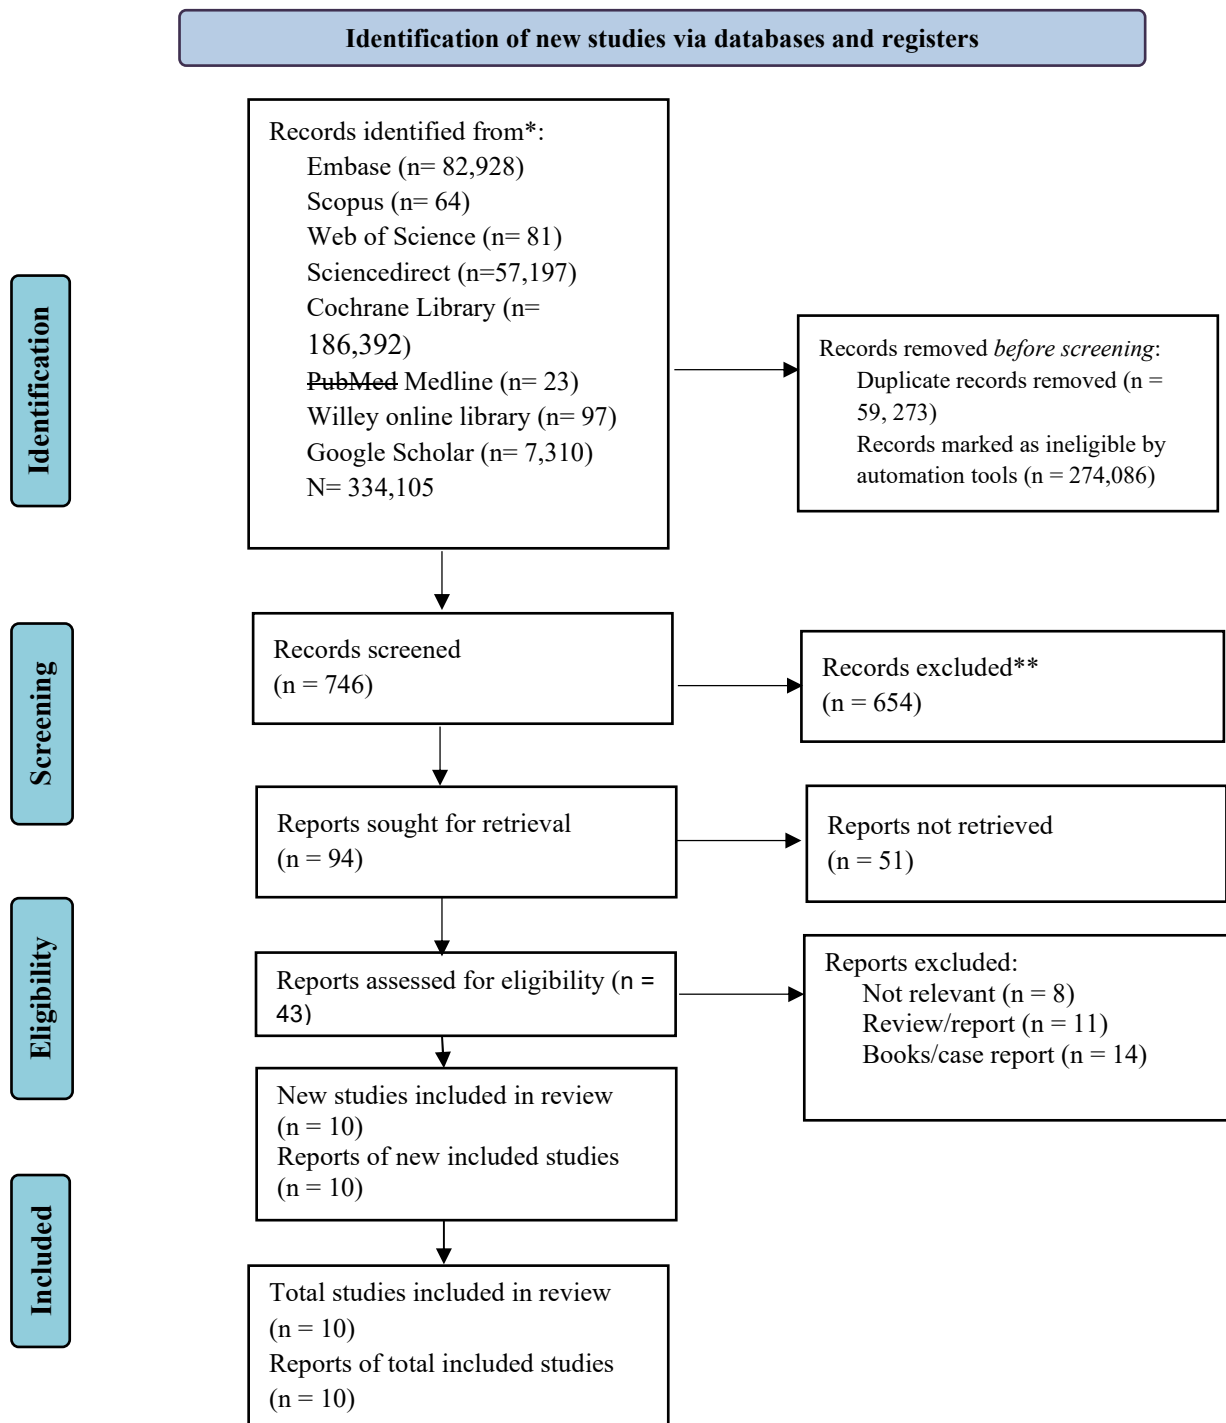 Identification of new studies via databases and registers
Identification
Records identified from*:
Embase (n= 82,928)
Scopus (n= 64)
Web of Science (n= 81)
Sciencedirect (n=57,197)
Cochrane Library (n=
186,392)
PubMed Medline (n= 23)
Willey online library (n= 97)
Google Scholar (n= 7,310)
N= 334,105
Records removed before screening:
Duplicate records removed (n =
59, 273)
Records marked as ineligible by
automation tools (n = 274,086)
Screening
Records screened
(n = 746)
Records excluded**
(n = 654)
Reports sought for retrieval
(n = 94)
Reports not retrieved
(n = 51)
Eligibility
Reports assessed for eligibility (n =
43)
Reports excluded:
Not relevant (n = 8)
Review/report (n = 11)
Books/case report (n = 14)
New studies included in review
(n = 10)
Reports of new included studies
(n = 10)
Included
Total studies included in review
(n = 10)
Reports of total included studies
(n = 10)